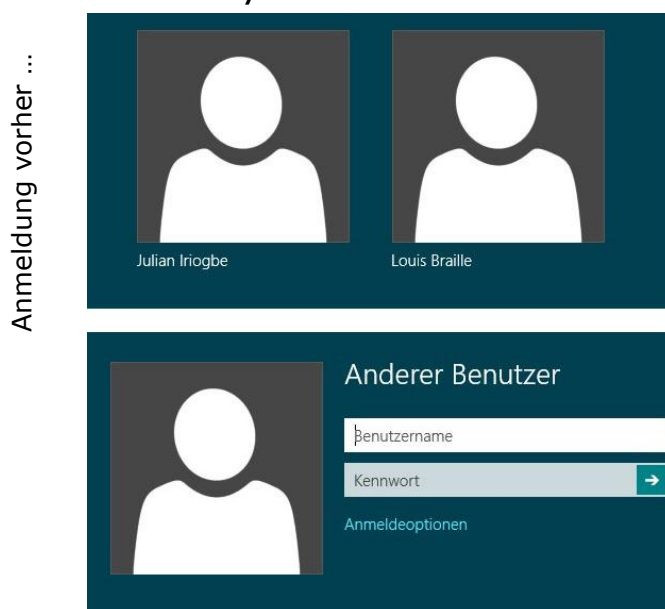 Anmeldung vorher ...
Julian Iriogbe
Louis Braille
Anderer Benutzer
Benutzername
Kennwort
Anmeldeoptionen